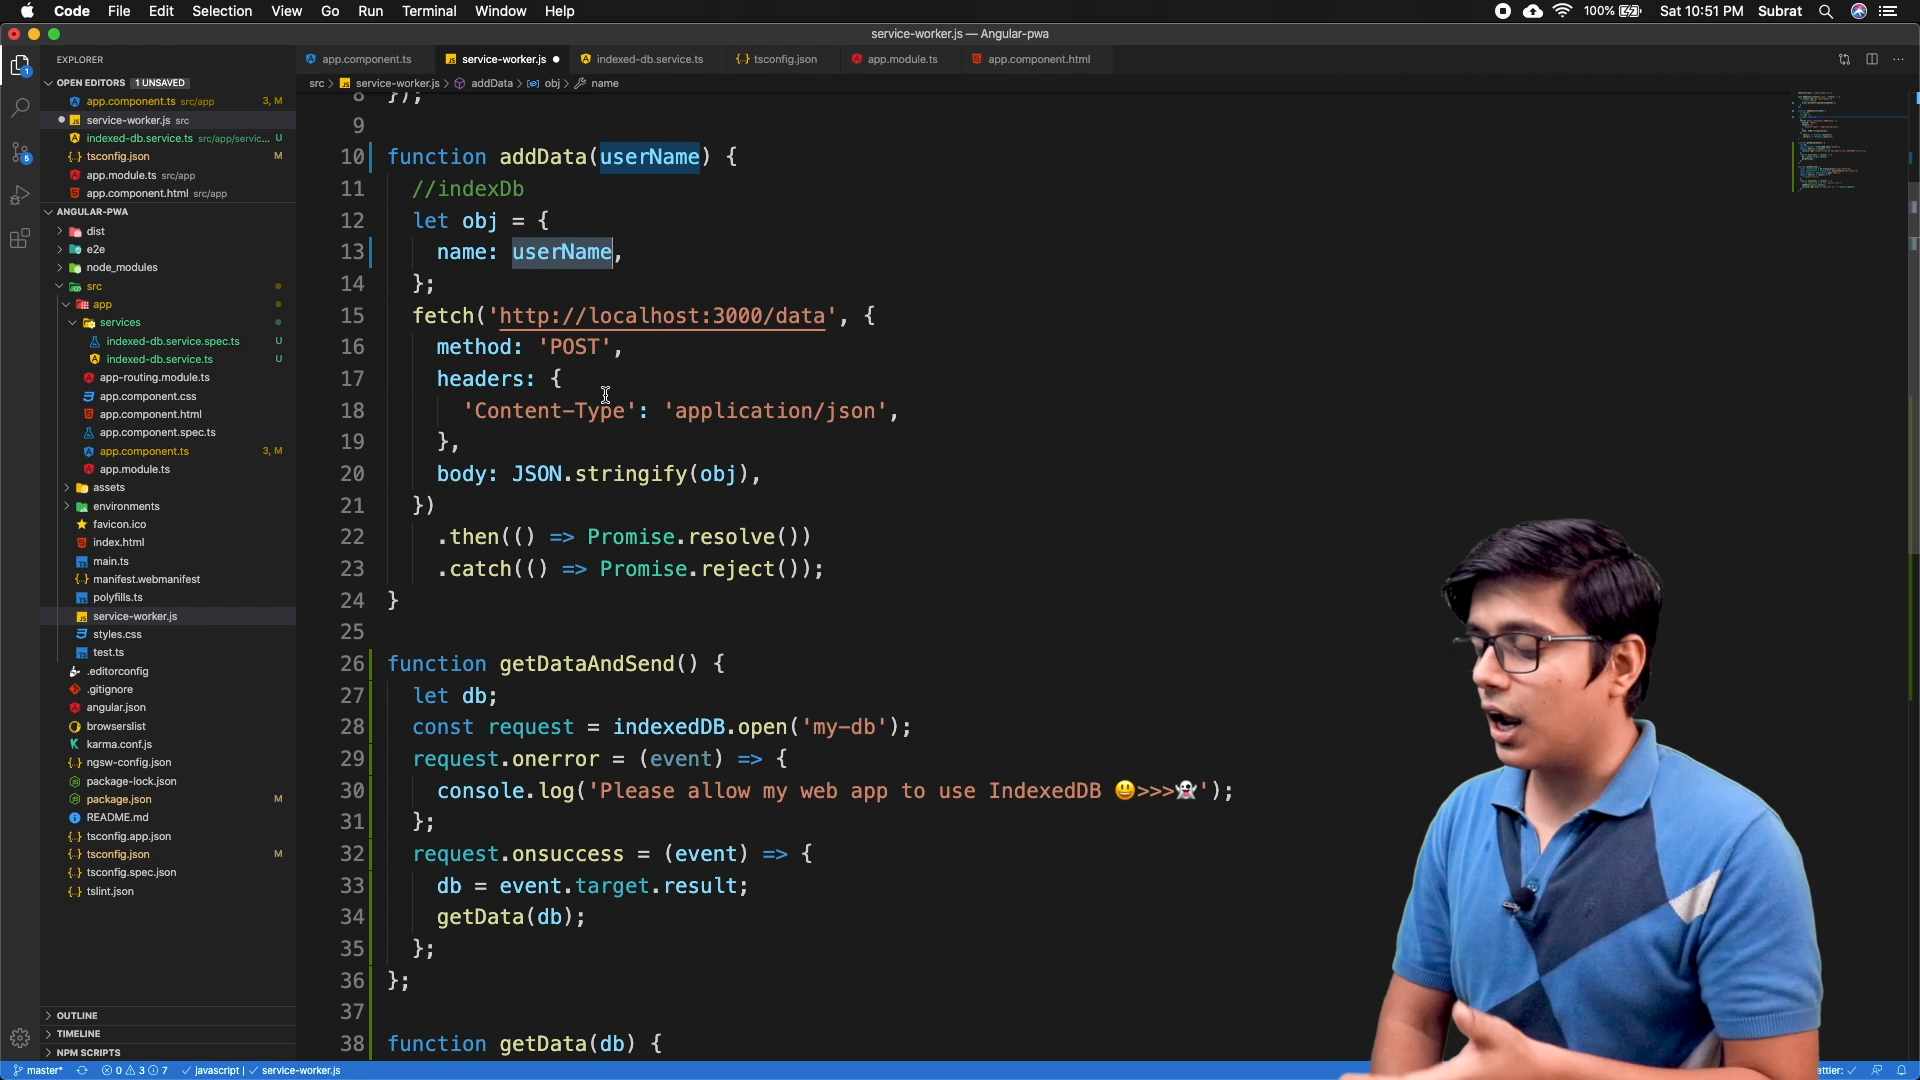 Code File Edit Selection View Go Run Terminal Window Help 100% Sat 10:51 PM Subrat
service-worker.js — Angular-pwa
EXPLORER
OPEN EDITORS 1 UNSAVED
app.component.ts src/app 3, M
service-worker.js src
indexed-db.service.ts src/app/servic... U
tsconfig.json M
app.module.ts src/app
app.component.html src/app
ANGULAR-PWA
dist
e2e
node_modules
src
app
services
indexed-db.service.spec.ts U
indexed-db.service.ts U
app-routing.module.ts
app.component.css
app.component.html
app.component.spec.ts
app.component.ts 3, M
app.module.ts
assets
environments
favicon.ico
index.html
main.ts
manifest.webmanifest
polyfills.ts
service-worker.js
styles.css
test.ts
.editorconfig
.gitignore
angular.json
browserslist
karma.conf.js
ngsw-config.json
package-lock.json
package.json M
README.md
tsconfig.app.json
tsconfig.json M
tsconfig.spec.json
tslint.json
OUTLINE
TIMELINE
NPM SCRIPTS
app.component.ts service-worker.js indexed-db.service.ts tsconfig.json app.module.ts app.component.html
src > service-worker.js > addData > obj > name
8 });
9
10 function addData(userName) {
11 //indexDb
12 let obj = {
13 name: userName,
14 };
15 fetch('http://localhost:3000/data', {
16 method: 'POST',
17 headers: {
18 'Content-Type': 'application/json',
19 },
20 body: JSON.stringify(obj),
21 })
22 .then(() => Promise.resolve())
23 .catch(() => Promise.reject());
24 }
25
26 function getDataAndSend() {
27 let db;
28 const request = indexedDB.open('my-db');
29 request.onerror = (event) => {
30 console.log('Please allow my web app to use IndexedDB 😃>>>👻');
31 };
32 request.onsuccess = (event) => {
33 db = event.target.result;
34 getData(db);
35 };
36 };
37
38 function getData(db) {
master* 0 3 7 javascript | service-worker.js ettier: ✓